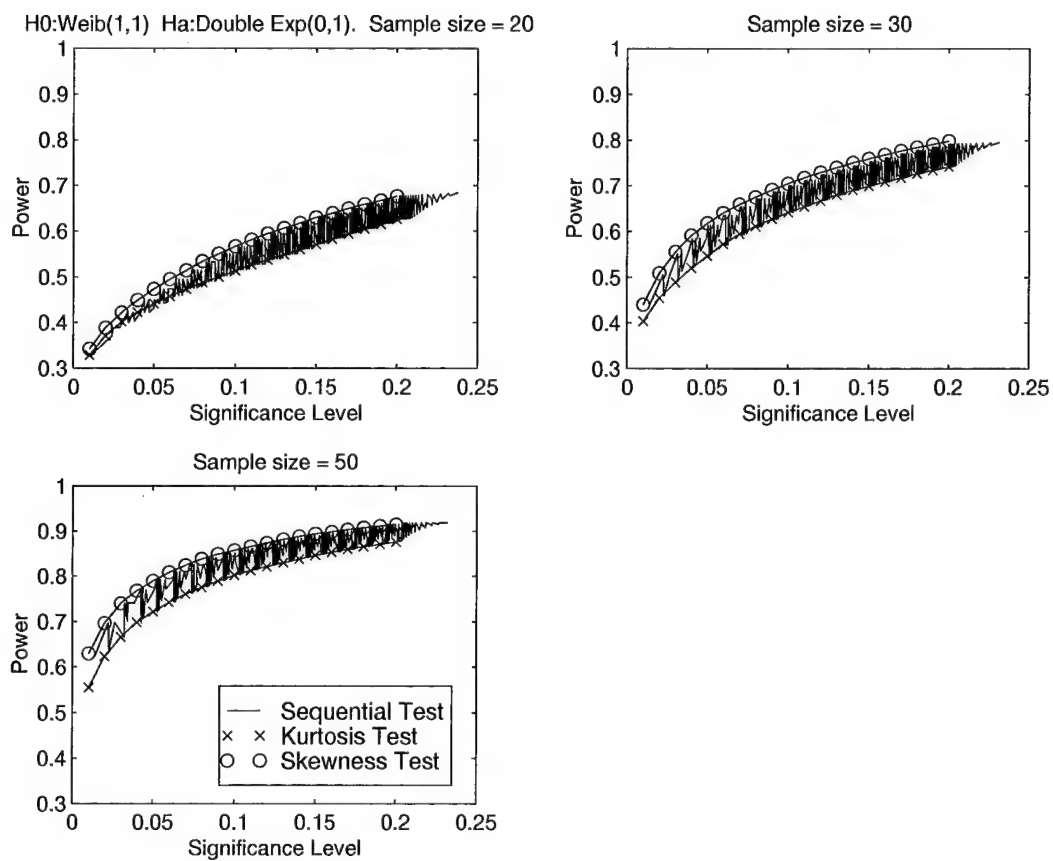 H0:Weib(1,1) Ha:Double Exp(0,1). Sample size = 20
1
0.9
0.8
0.7
0.6
0.5
0.4
0.3
Power
0 0.05 0.1 0.15 0.2 0.25
Significance Level
Sample size = 30
1
0.9
0.8
0.7
0.6
0.5
0.4
0.3
Power
0 0.05 0.1 0.15 0.2 0.25
Significance Level
Sample size = 50
1
0.9
0.8
0.7
0.6
0.5
0.4
0.3
Power
Sequential Test
Kurtosis Test
Skewness Test
0 0.05 0.1 0.15 0.2 0.25
Significance Level